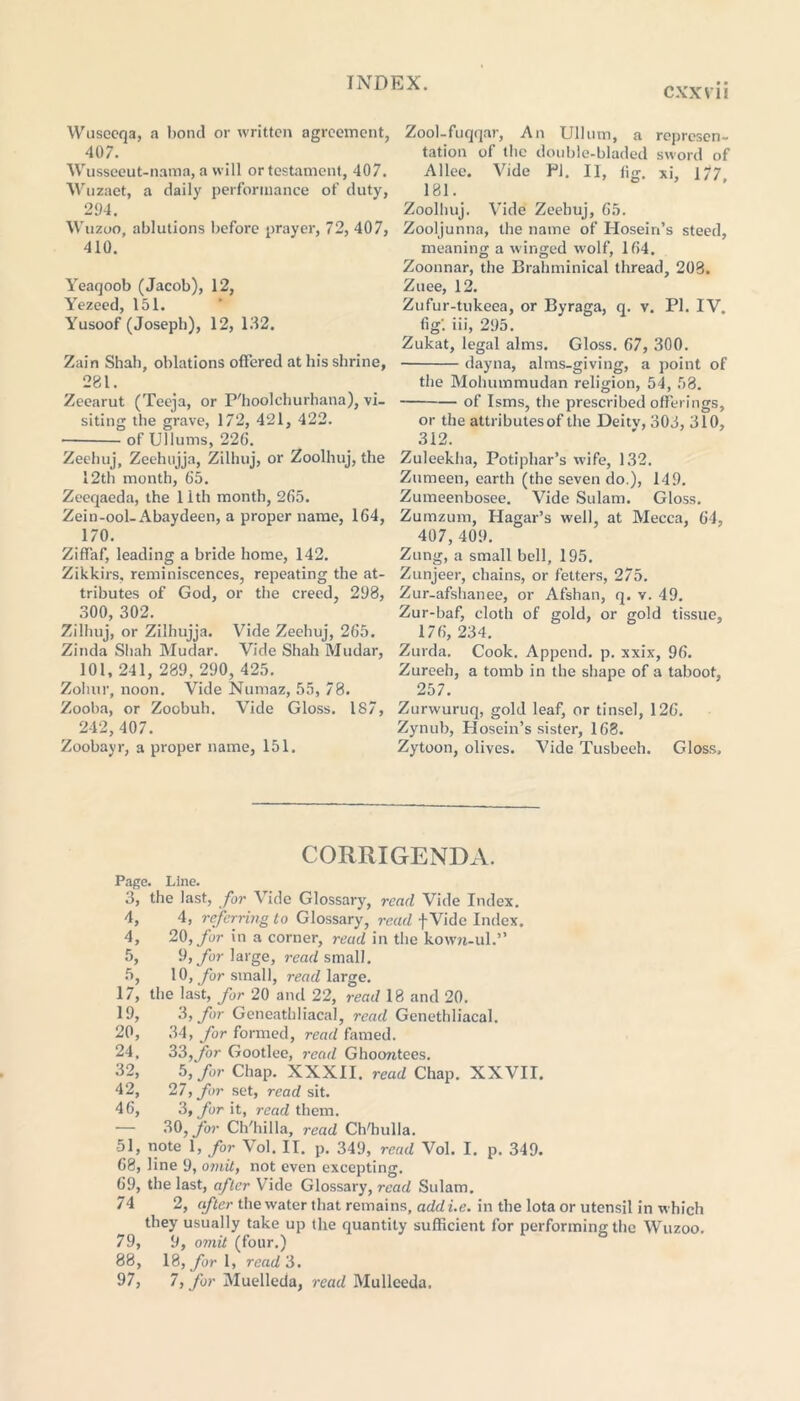 INDEX.
cxxvii
Wuseeqa, a bond or written agreement,
407.
Wusseeut-nama, a will or testament, 407.
Wuzaet, a daily performance of duty,
294.
Wuzoo, ablutions before prayer, 72, 407,
410.
Yeaqoob (Jacob), 12,
Yezeed, 151.
Yusoof (Joseph), 12, 132.
Zain Shah, oblations offered at his shrine,
281.
Zeearut (Teeja, or P'hoolchurhana), vi-
siting the grave, 172, 421, 422.
——— of Ullums, 226.
Zeehuj, Zeehujja, Zilhuj, or Zoolhuj, the
12th month, 65.
Zeeqaeda, the 11th month, 265.
Zein-ool-Abaydeen, a proper name, 164,
170.
Ziffaf, leading a bride home, 142.
Zikkirs, reminiscences, repeating the at-
tributes of God, or the creed, 298,
300, 302.
Zilhuj, or Zilhujja. Vide Zeehuj, 265.
Zinda Shah Mudar. Vide Shah Mudar,
101, 241, 289, 290, 425.
Zohur, noon. Vide Numaz, 55, 78.
Zooba, or Zoobuh. Vide Gloss. 187,
242, 407.
Zoobayr, a proper name, 151.
Zool-fuqqar, An Ullum, a represen-
tation of the double-bladed sword of
Allee. Vide Pl. II, fig. xi, 177,
181.
Zoolhuj. Vide Zeehuj, 65.
Zooljunna, the name of Hosein's steed,
meaning a winged wolf, 164.
Zoonnar, the Brahminical thread, 208.
Zuee, 12.
Zufur-tukeea, or Byraga, q. v. Pl. IV.
fig. iii, 295.
Zukat, legal alms. Gloss. 67, 300.
——— dayna, alms-giving, a point of
the Mohummudan religion, 54, 58.
——— of Isms, the prescribed offerings,
or the attributes of the Deity, 303, 310,
312.
Zuleekha, Potiphar's wife, 132.
Zumeen, earth (the seven do.), 149.
Zumeenbosee. Vide Sulam. Gloss.
Zumzum, Hagar's well, at Mecca, 64,
407, 409.
Zung, a small bell, 195.
Zunjeer, chains, or fetters, 275.
Zur-afshanee, or Afshan, q. v. 49.
Zur-baf, cloth of gold, or gold tissue,
176, 234.
Zurda. Cook. Append. p. xxix, 96.
Zureeh, a tomb in the shape of a taboot,
257.
Zurwuruq, gold leaf, or tinsel, 126.
Zynub, Hosein's sister, 168.
Zytoon, olives. Vide Tusbeeh. Gloss.
CORRIGENDA.
Page. Line.
3, the last, for Vide Glossary, read Vide Index.
4, 4, referring to Glossary, read †Vide Index.
4, 20, for in a corner, read in the kown-ul."
5, 9, for large, read small.
5, 10, for small, read large.
17, the last, for 20 and 22, read 18 and 20.
19, 3, for Geneathliacal, read Genethliacal.
20, 34, for formed, read famed.
24, 33, for Gootlee, read Ghoontees.
32, 5, for Chap. XXXII. read Chap. XXVII.
42, 27, for set, read sit.
46, 3, for it, read them.
— 30, for Ch'hilla, read Ch'hulla.
51, note 1, for Vol. II. p. 349, read Vol. I. p. 349.
68, line 9, omit, not even excepting.
69, the last, after Vide Glossary, read Sulam.
74 2, after the water that remains, add i.e. in the lota or utensil in which
they usually take up the quantity sufficient for performing the Wuzoo.
79, 9, omit (four.)
88, 18, for 1, read 3.
97, 7, for Muelleda, read Mulleeda.